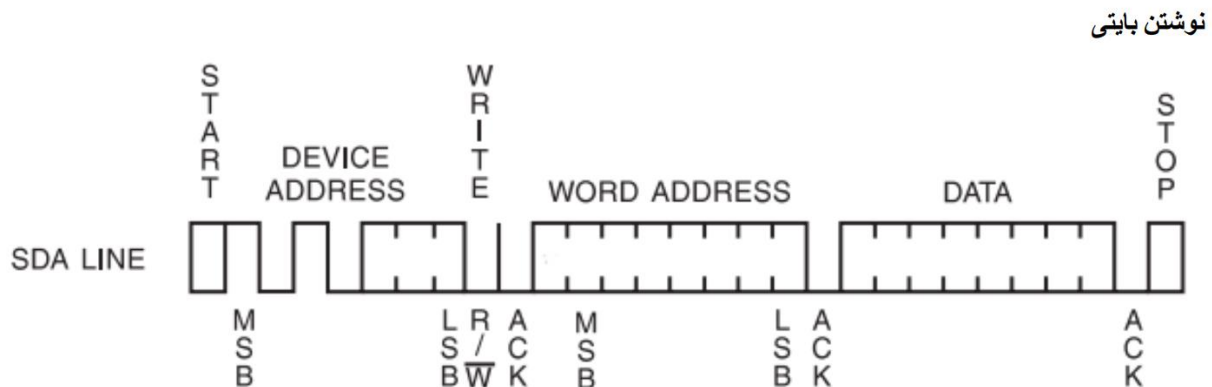 نوشتن بایتی
START
WRITE
STOP
DEVICE
ADDRESS
WORD ADDRESS
DATA
SDA LINE
MSB
LSB
R/W
ACK
MSB
LSB
ACK
ACK